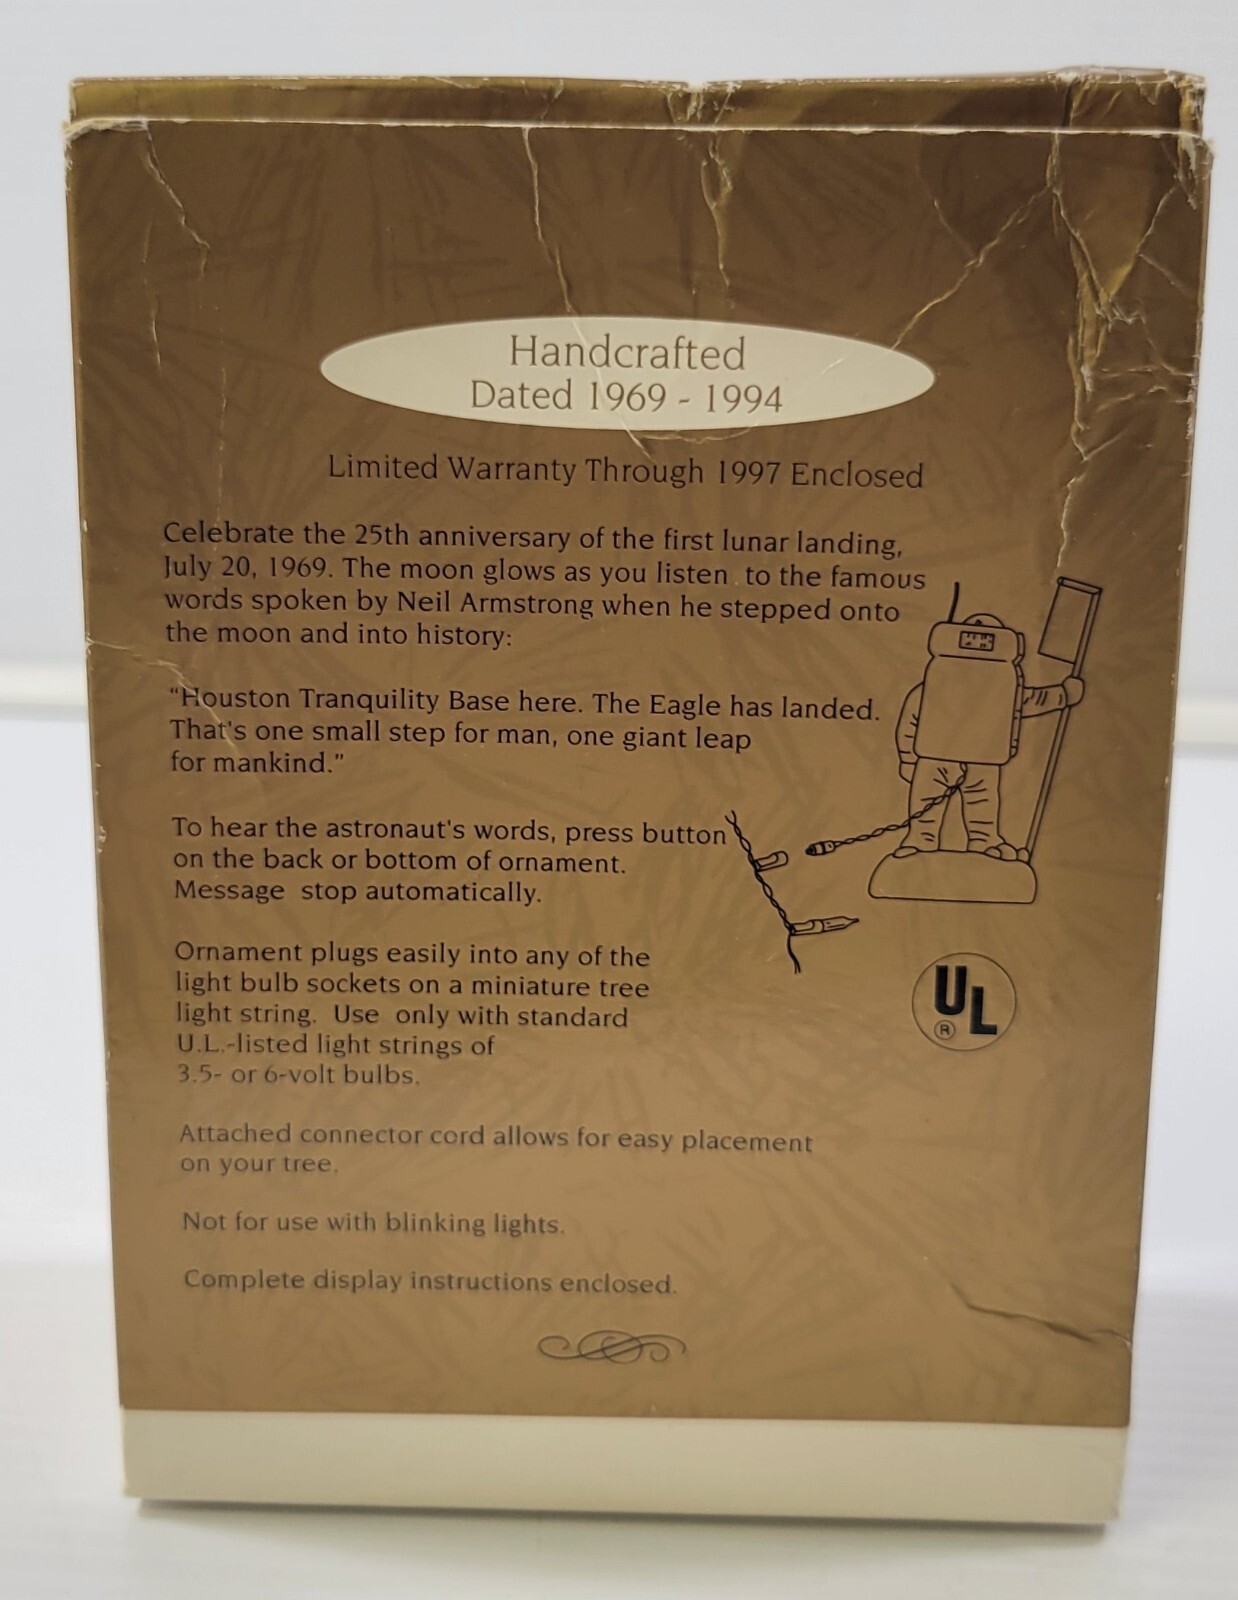 Handcrafted
Dated 1969 - 1994
Limited Warranty Through 1997 Enclosed
Celebrate the 25th anniversary of the first lunar landing,
July 20, 1969. The moon glows as you listen to the famous
words spoken by Neil Armstrong when he stepped onto
the moon and into history:
"Houston Tranquility Base here. The Eagle has landed.
That's one small step for man, one giant leap
for mankind."
To hear the astronaut's words, press button
on the back or bottom of ornament.
Message stop automatically.
Ornament plugs easily into any of the
light bulb sockets on a miniature tree
light string. Use only with standard
U.L.-listed light strings of
3.5- or 6-volt bulbs.
UL
®
Attached connector cord allows for easy placement
on your tree.
Not for use with blinking lights.
Complete display instructions enclosed.